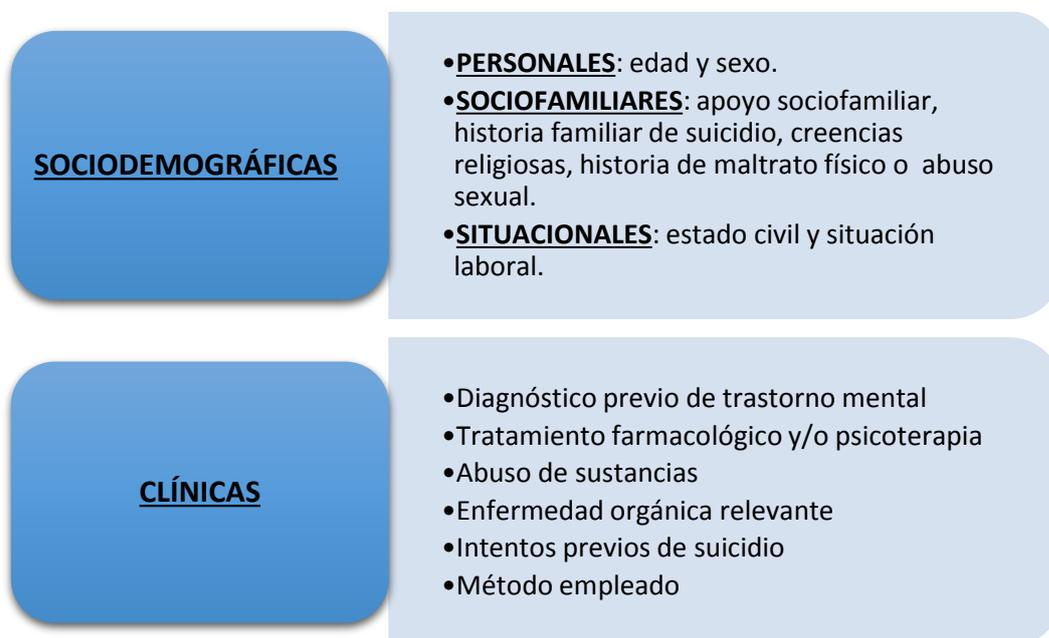 SOCIODEMOGRÁFICAS
•PERSONALES: edad y sexo.
•SOCIOFAMILIARES: apoyo sociofamiliar,
historia familiar de suicidio, creencias
religiosas, historia de maltrato físico o abuso
sexual.
•SITUACIONALES: estado civil y situación
laboral.
CLÍNICAS
•Diagnóstico previo de trastorno mental
•Tratamiento farmacológico y/o psicoterapia
•Abuso de sustancias
•Enfermedad orgánica relevante
•Intentos previos de suicidio
•Método empleado